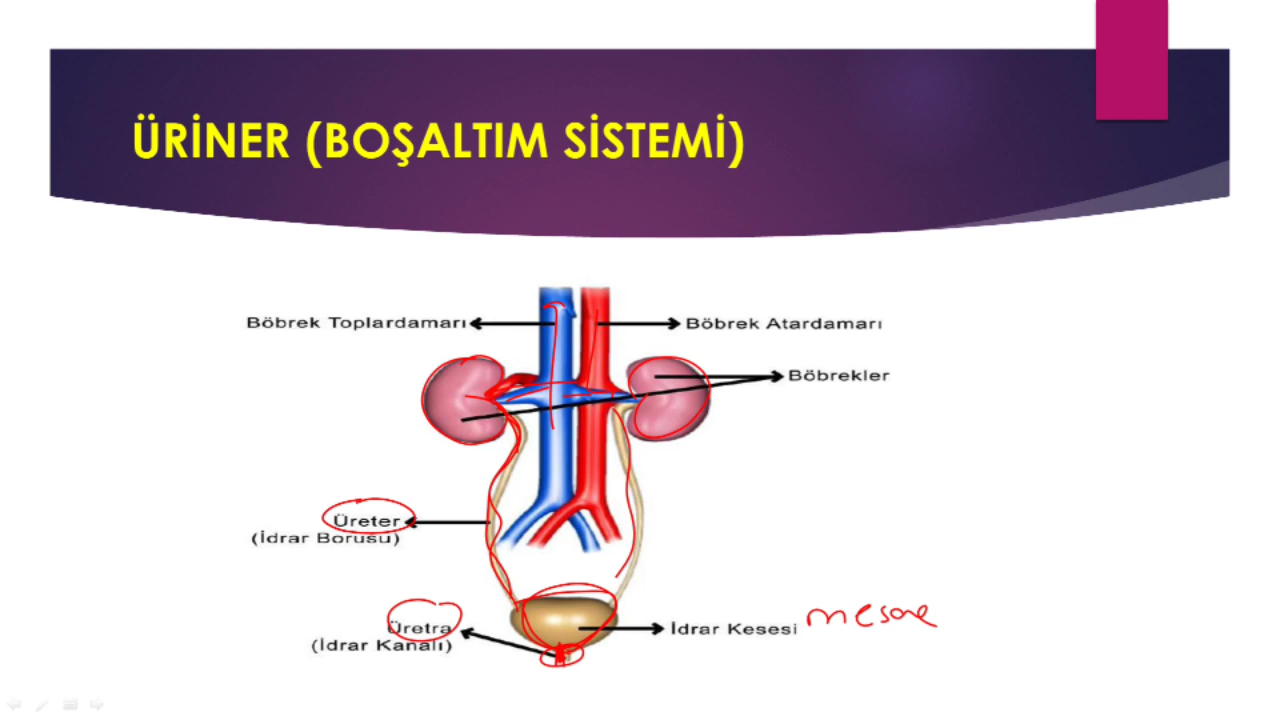 ÜRİNER (BOŞALTIM SİSTEMİ)
Böbrek Toplardamarı
Böbrek Atardamarı
Böbrekler
Üreter
(İdrar Borusu)
Üretra
(İdrar Kanalı)
İdrar Kesesi mesane